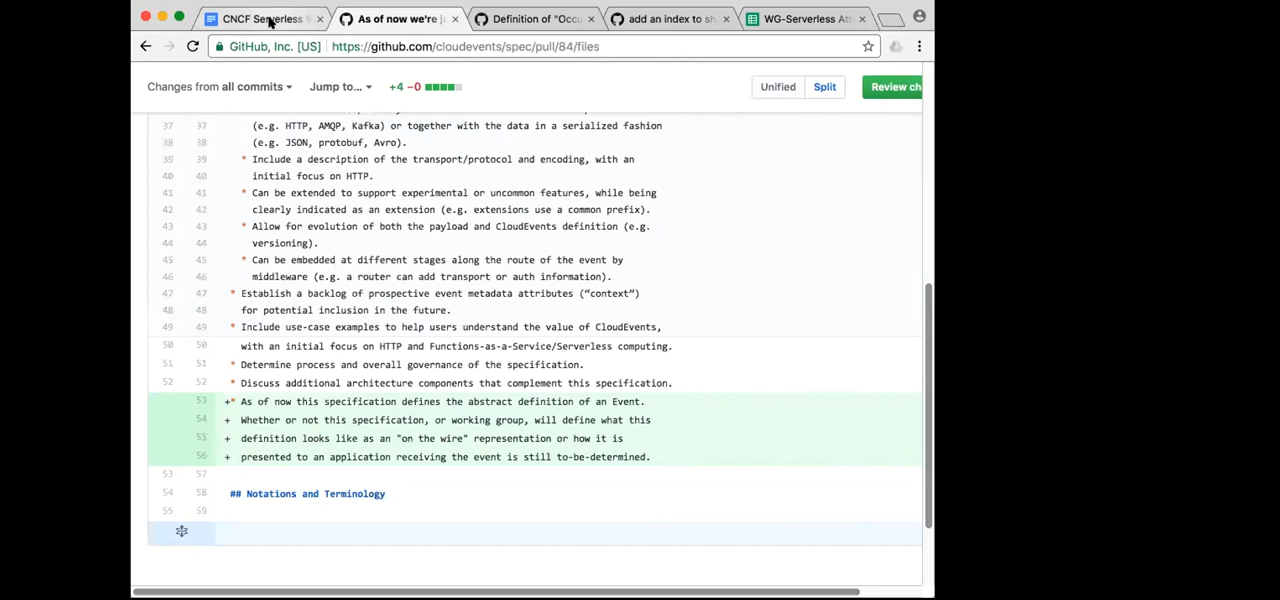 CNCF Serverless
As of now we're
Definition of "Occu
add an index to s
WG-Serverless Att
GitHub, Inc. [US] https://github.com/cloudevents/spec/pull/84/files
Changes from all commits Jump to... +4 −0 Unified Split Review ch
37 37 (e.g. HTTP, AMQP, Kafka) or together with the data in a serialized fashion
38 38 (e.g. JSON, protobuf, Avro).
39 39 * Include a description of the transport/protocol and encoding, with an
40 40 initial focus on HTTP.
41 41 * Can be extended to support experimental or uncommon features, while being
42 42 clearly indicated as an extension (e.g. extensions use a common prefix).
43 43 * Allow for evolution of both the payload and CloudEvents definition (e.g.
44 44 versioning).
45 45 * Can be embedded at different stages along the route of the event by
46 46 middleware (e.g. a router can add transport or auth information).
47 47 * Establish a backlog of prospective event metadata attributes (“context”)
48 48 for potential inclusion in the future.
49 49 * Include use-case examples to help users understand the value of CloudEvents,
50 50 with an initial focus on HTTP and Functions-as-a-Service/Serverless computing.
51 51 * Determine process and overall governance of the specification.
52 52 * Discuss additional architecture components that complement this specification.
53 +* As of now this specification defines the abstract definition of an Event.
54 + Whether or not this specification, or working group, will define what this
55 + definition looks like as an "on the wire" representation or how it is
56 + presented to an application receiving the event is still to-be-determined.
53 57
54 58 ## Notations and Terminology
55 59